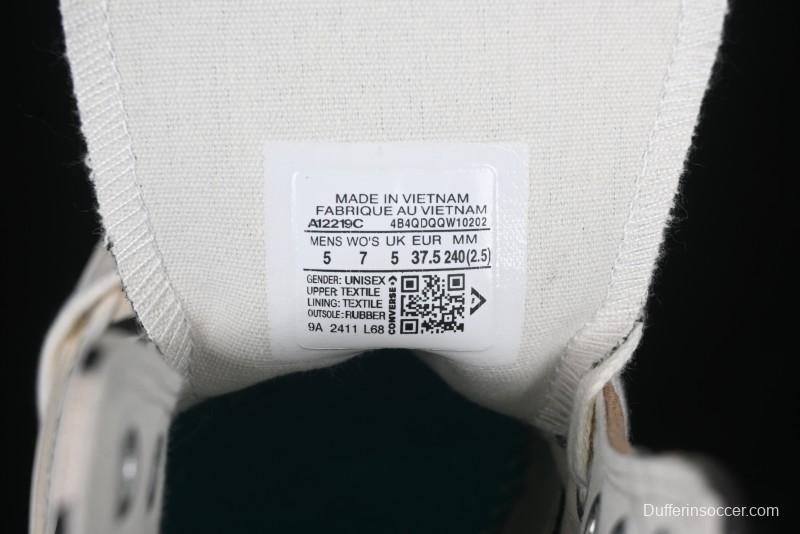 MADE IN VIETNAM
FABRIQUE AU VIETNAM
A12219C 4B4QDQQW10202
MENS WO'S UK EUR MM
5 7 5 37.5 240(2.5)
GENDER: UNISEX
UPPER: TEXTILE
LINING: TEXTILE
OUTSOLE: RUBBER
9A 2411 L68
CONVERSE
Dufferinsoccer.com